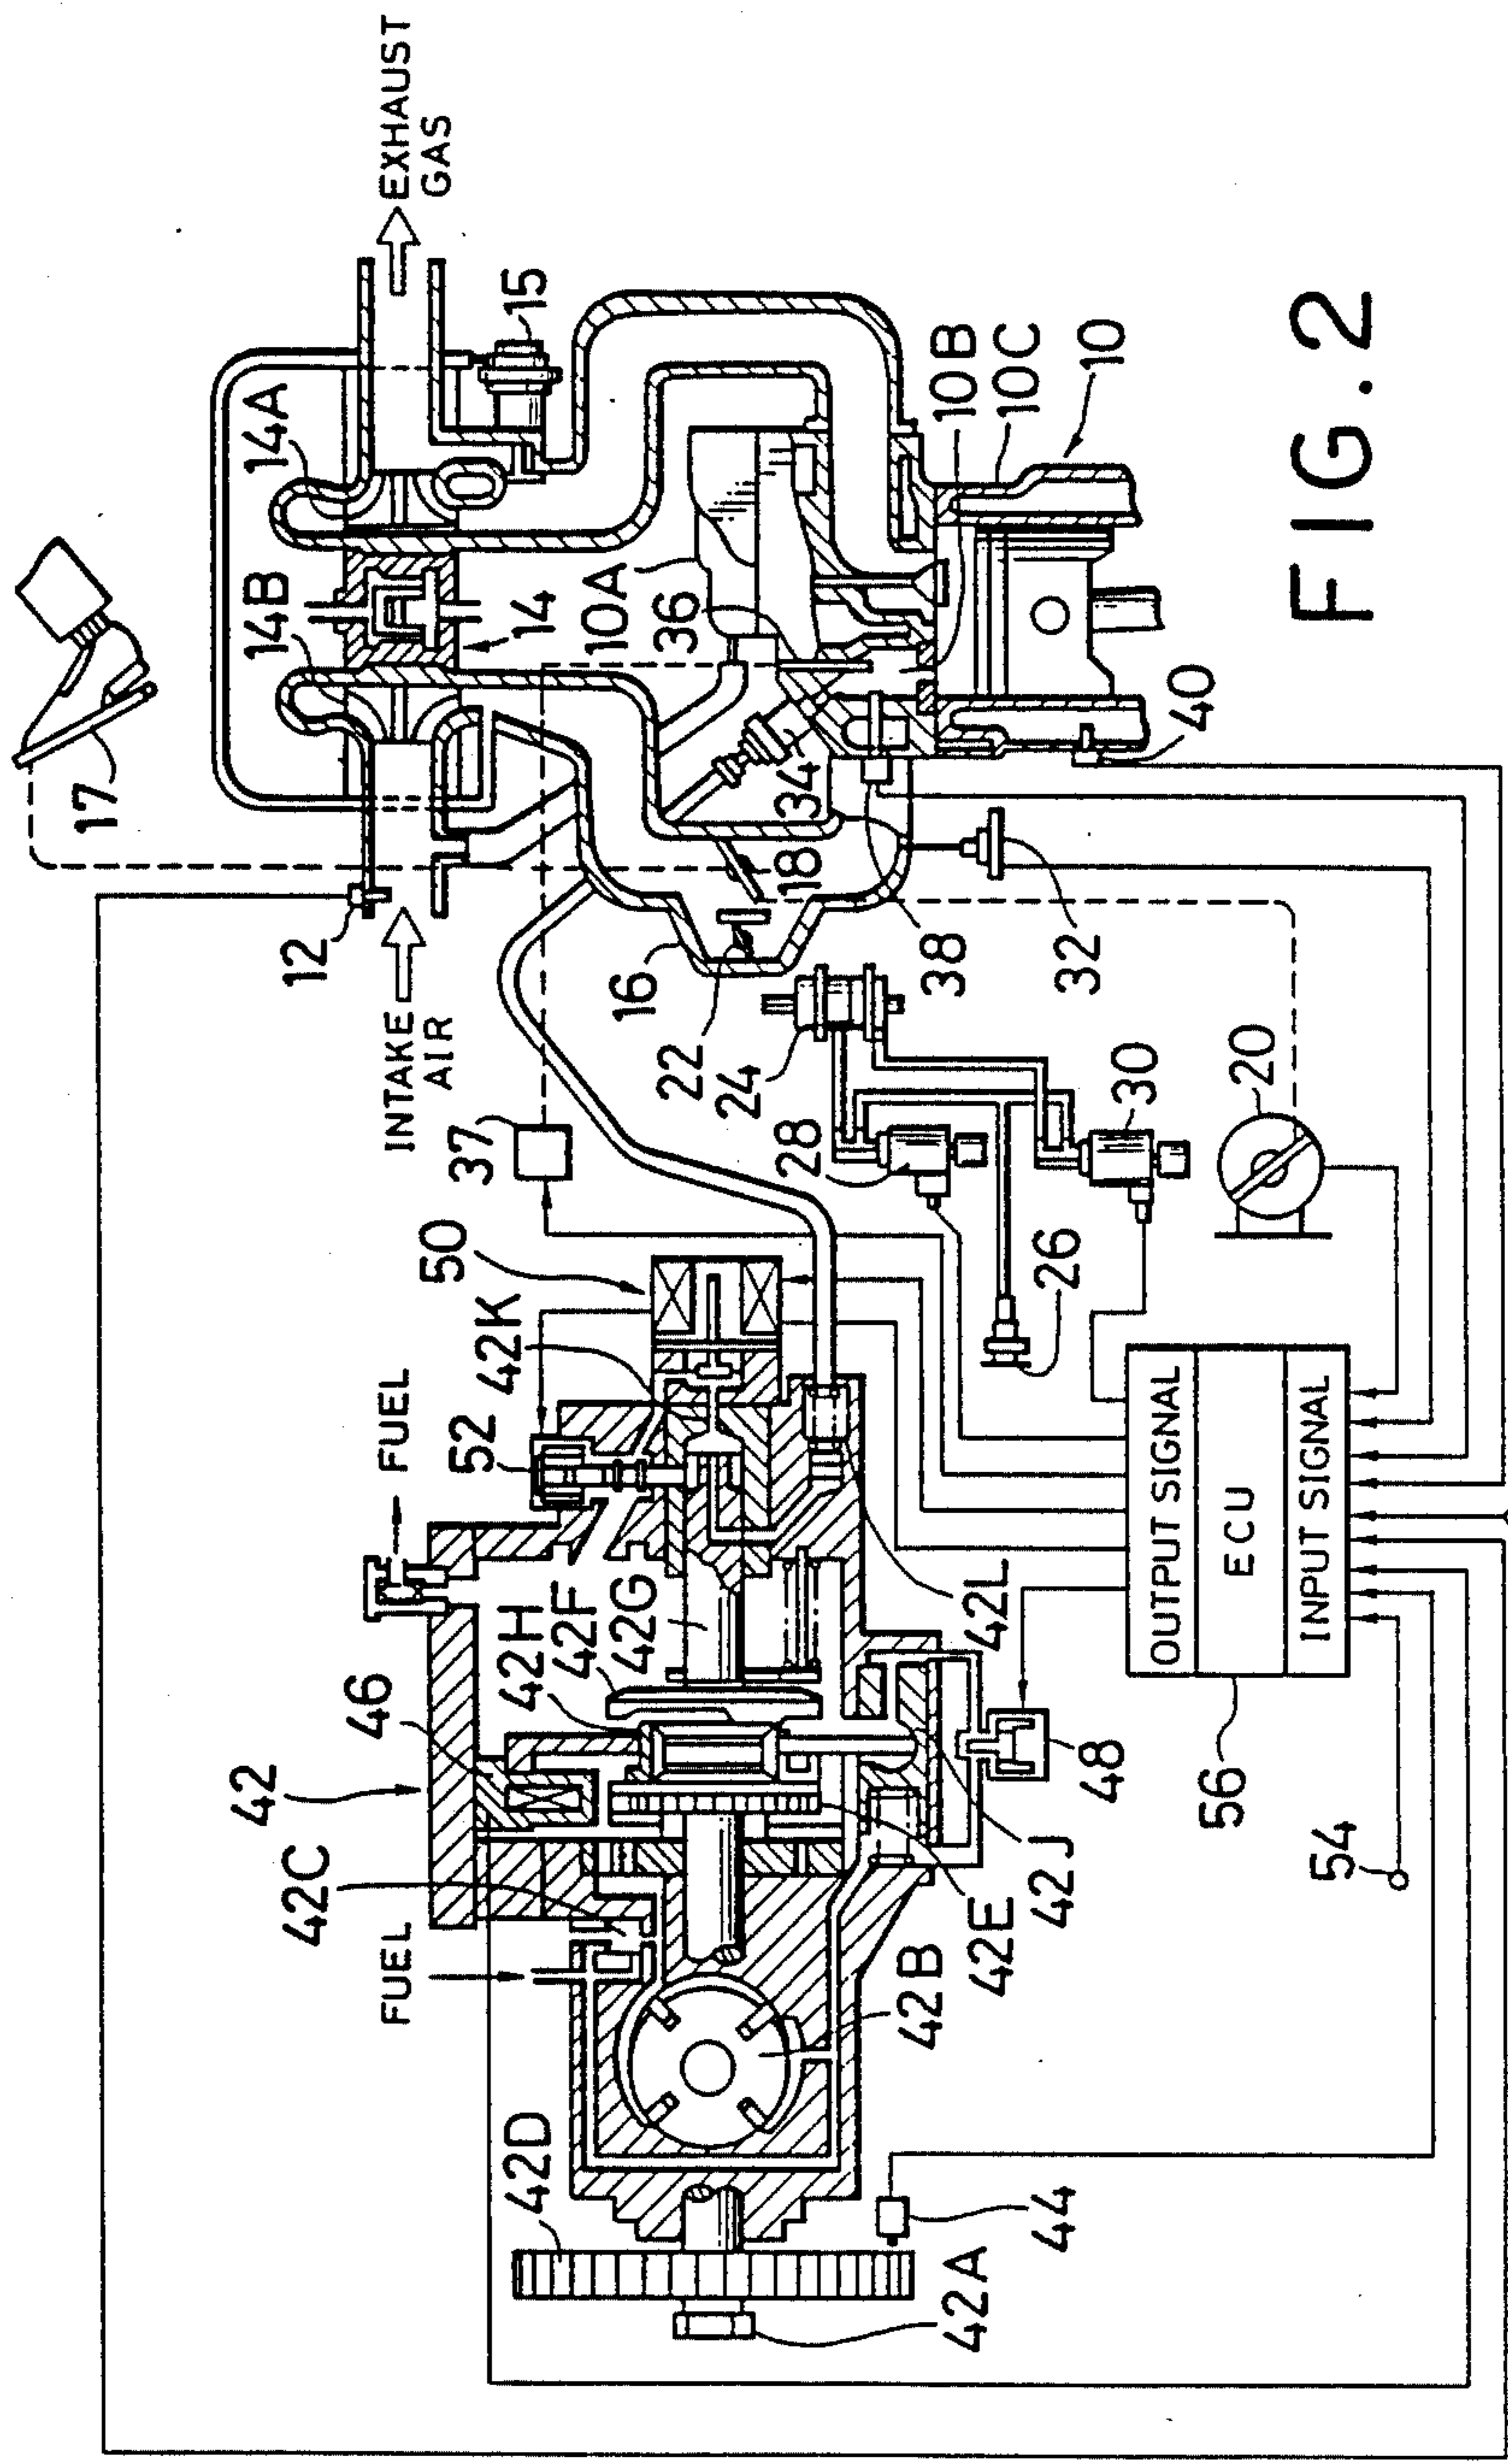 EXHAUST
GAS
15
14A
14B
14
17
10A
36
10B
10C
10
34
40
18
12
INTAKE
AIR
16
22
24
38
32
37
28
30
20
50
26
42K
52
FUEL
42L
42G
42F
42H
46
42
42C
FUEL
42J
42E
42B
48
OUTPUT SIGNAL
ECU
INPUT SIGNAL
56
54
42D
44
42A
FIG. 2